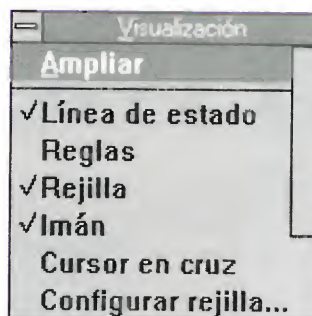 Visualización
Ampliar
√Línea de estado
Reglas
√Rejilla
√Imán
Cursor en cruz
Configurar rejilla...